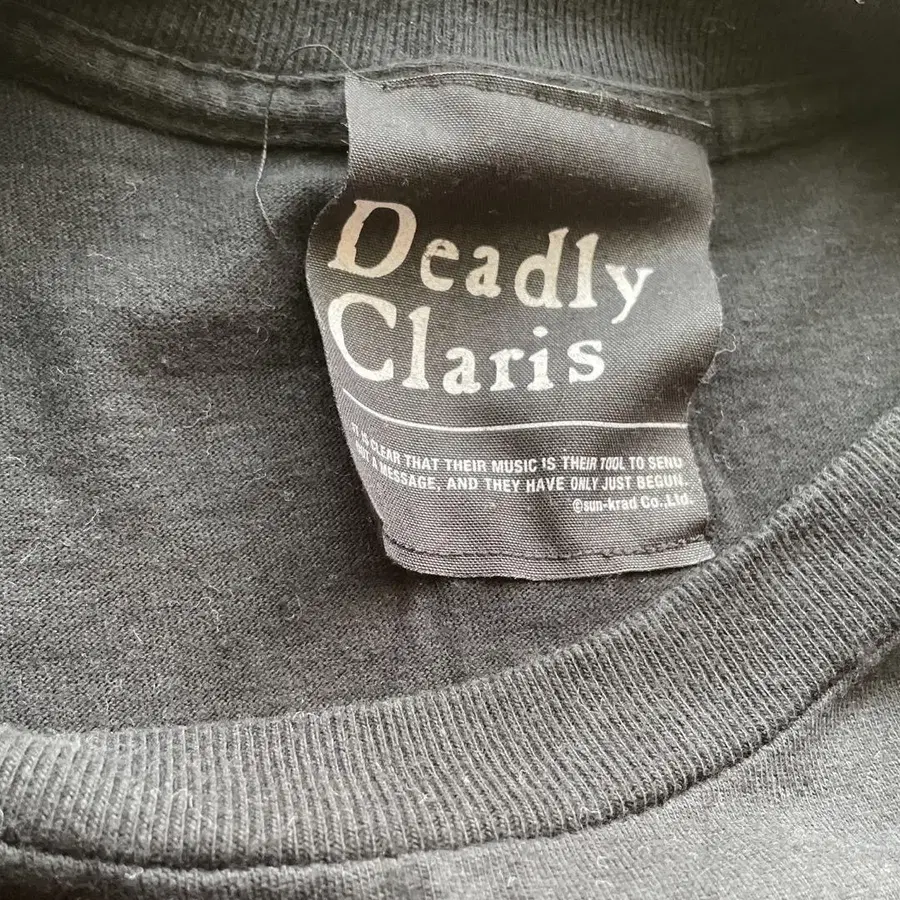 Deadly
Claris
IT IS CLEAR THAT THEIR MUSIC IS THEIR TOOL TO SEND
OUT A MESSAGE, AND THEY HAVE ONLY JUST BEGUN.
©sun-krad Co.,Ltd.